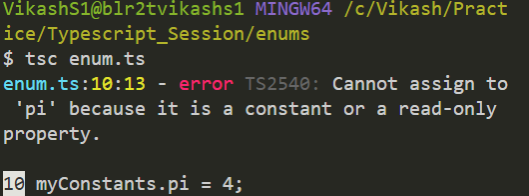 VikashS1@blr2tvikashs1 MINGW64 /c/Vikash/Pract
ice/Typescript_Session/enums
$ tsc enum.ts
enum.ts:10:13 - error TS2540: Cannot assign to
 'pi' because it is a constant or a read-only
property.
10 myConstants.pi = 4;